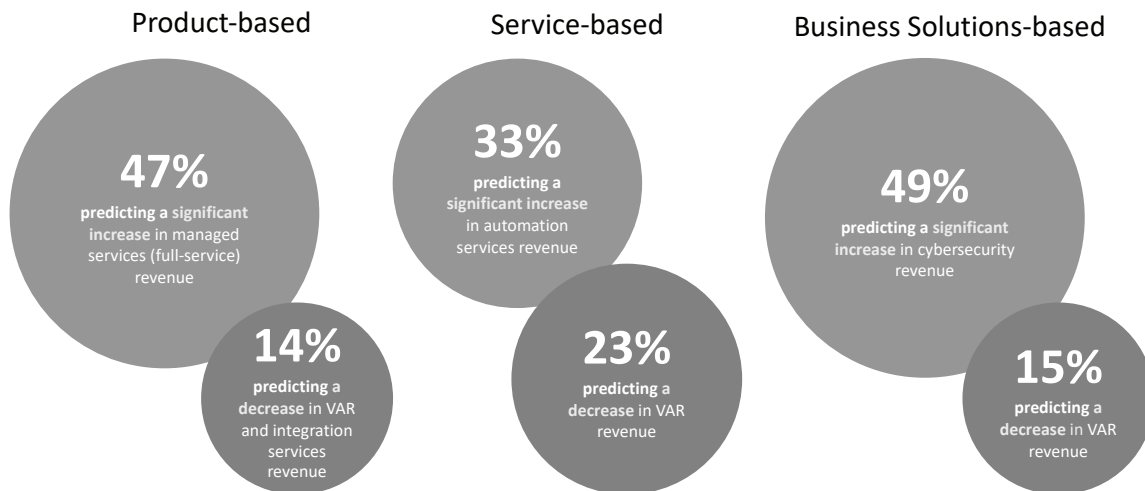 Product-based
Service-based
Business Solutions-based
47%
predicting a significant
increase in managed
services (full-service)
revenue
14%
predicting a
decrease in VAR
and integration
services
revenue
33%
predicting a
significant increase
in automation
services revenue
23%
predicting a
decrease in VAR
revenue
49%
predicting a significant
increase in cybersecurity
revenue
15%
predicting a
decrease in VAR
revenue